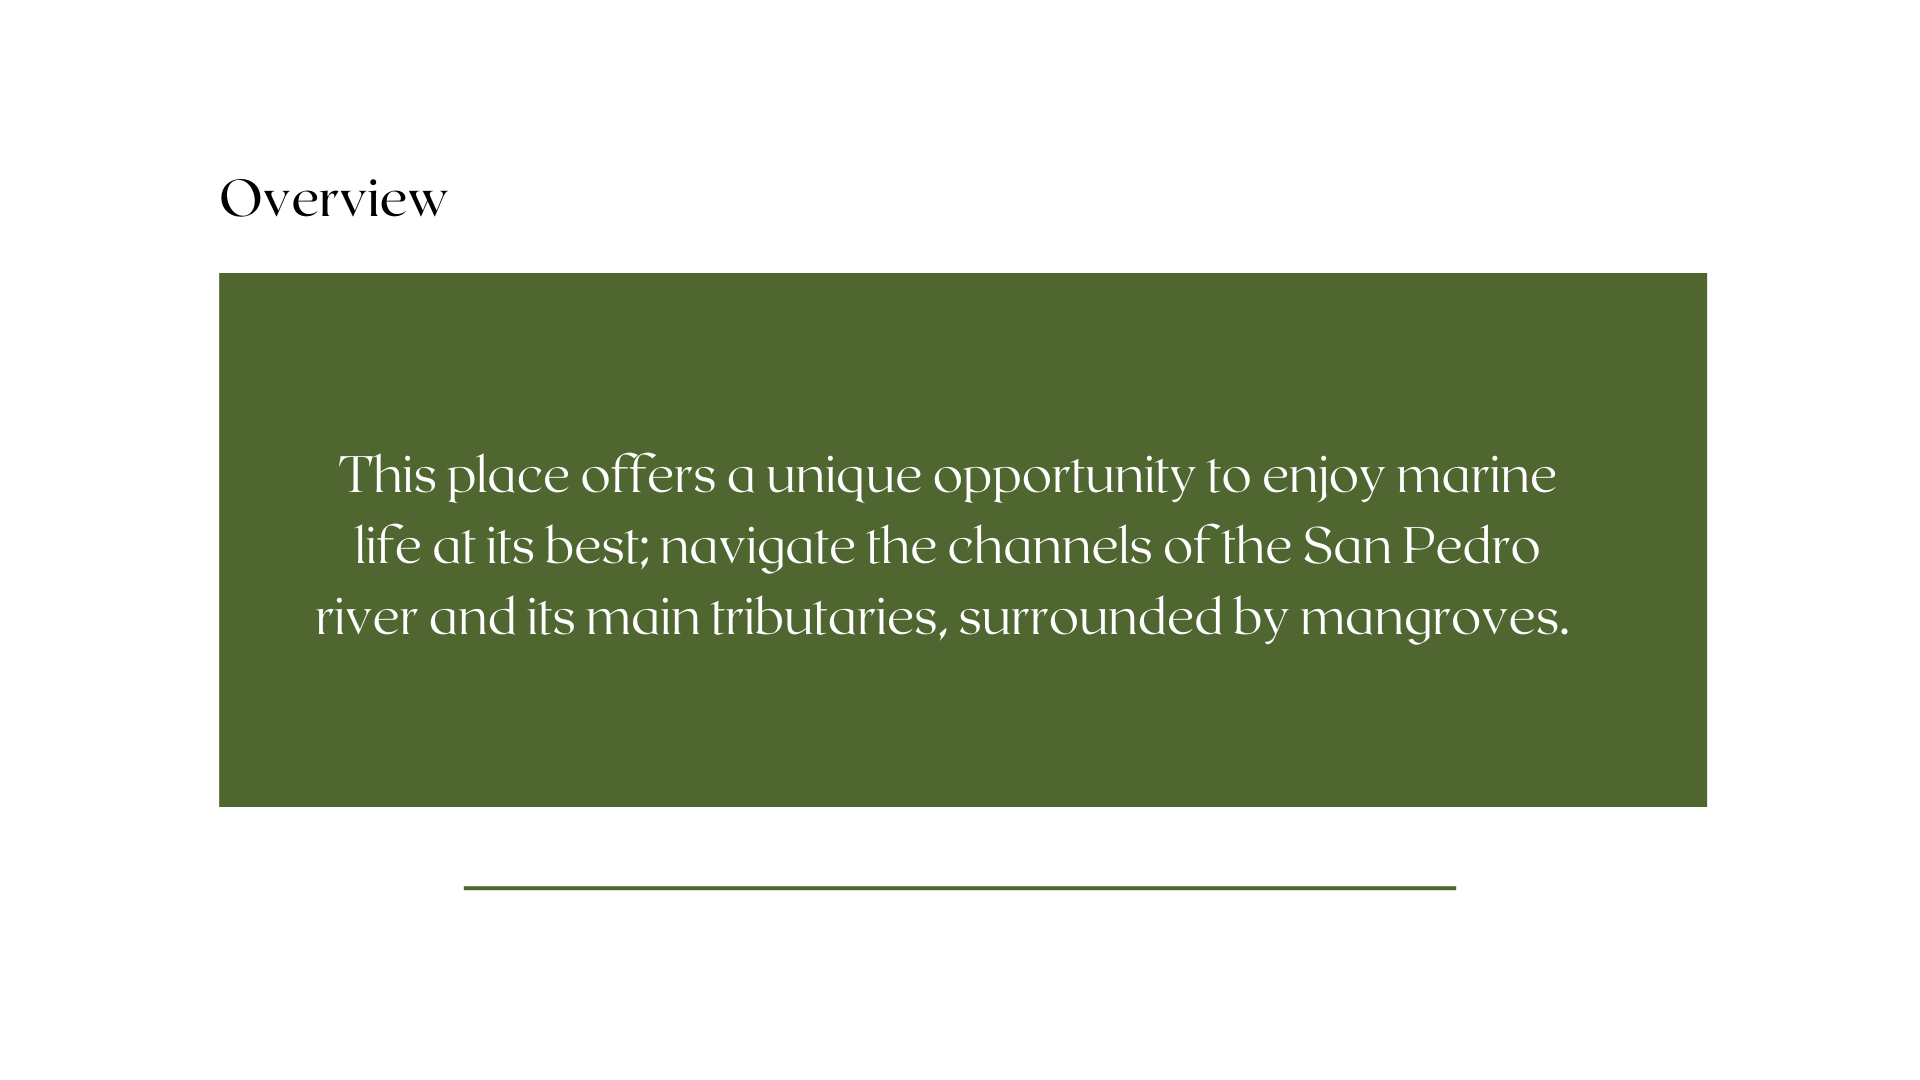 Overview
This place offers a unique opportunity to enjoy marine
life at its best; navigate the channels of the San Pedro
river and its main tributaries, surrounded by mangroves.